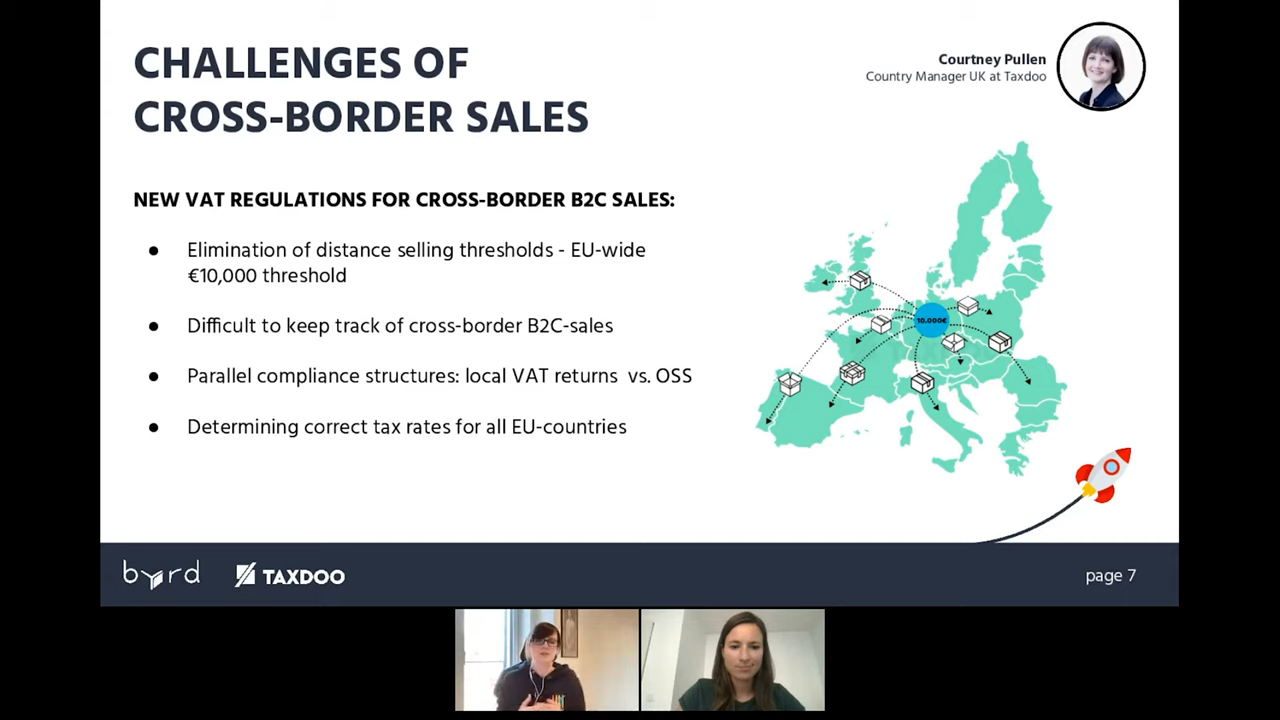 CHALLENGES OF
CROSS-BORDER SALES
Courtney Pullen
Country Manager UK at Taxdoo
NEW VAT REGULATIONS FOR CROSS-BORDER B2C SALES:
● Elimination of distance selling thresholds - EU-wide
€10,000 threshold
● Difficult to keep track of cross-border B2C-sales
● Parallel compliance structures: local VAT returns vs. OSS
● Determining correct tax rates for all EU-countries
10.000€
byrd
TAXDOO
page 7